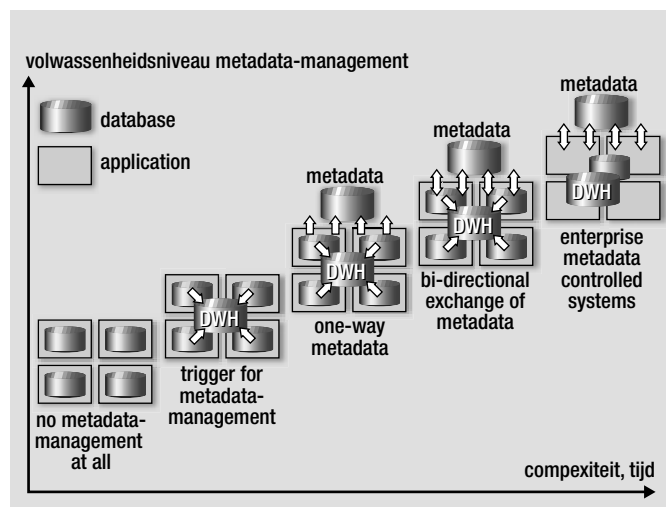 volwassenheidsniveau metadata-management
database
application
metadata
metadata
metadata
DWH
DWH
DWH
DWH
no metadata-
management
at all
trigger for
metadata-
management
one-way
metadata
bi-directional
exchange of
metadata
enterprise
metadata
controlled
systems
compexiteit, tijd